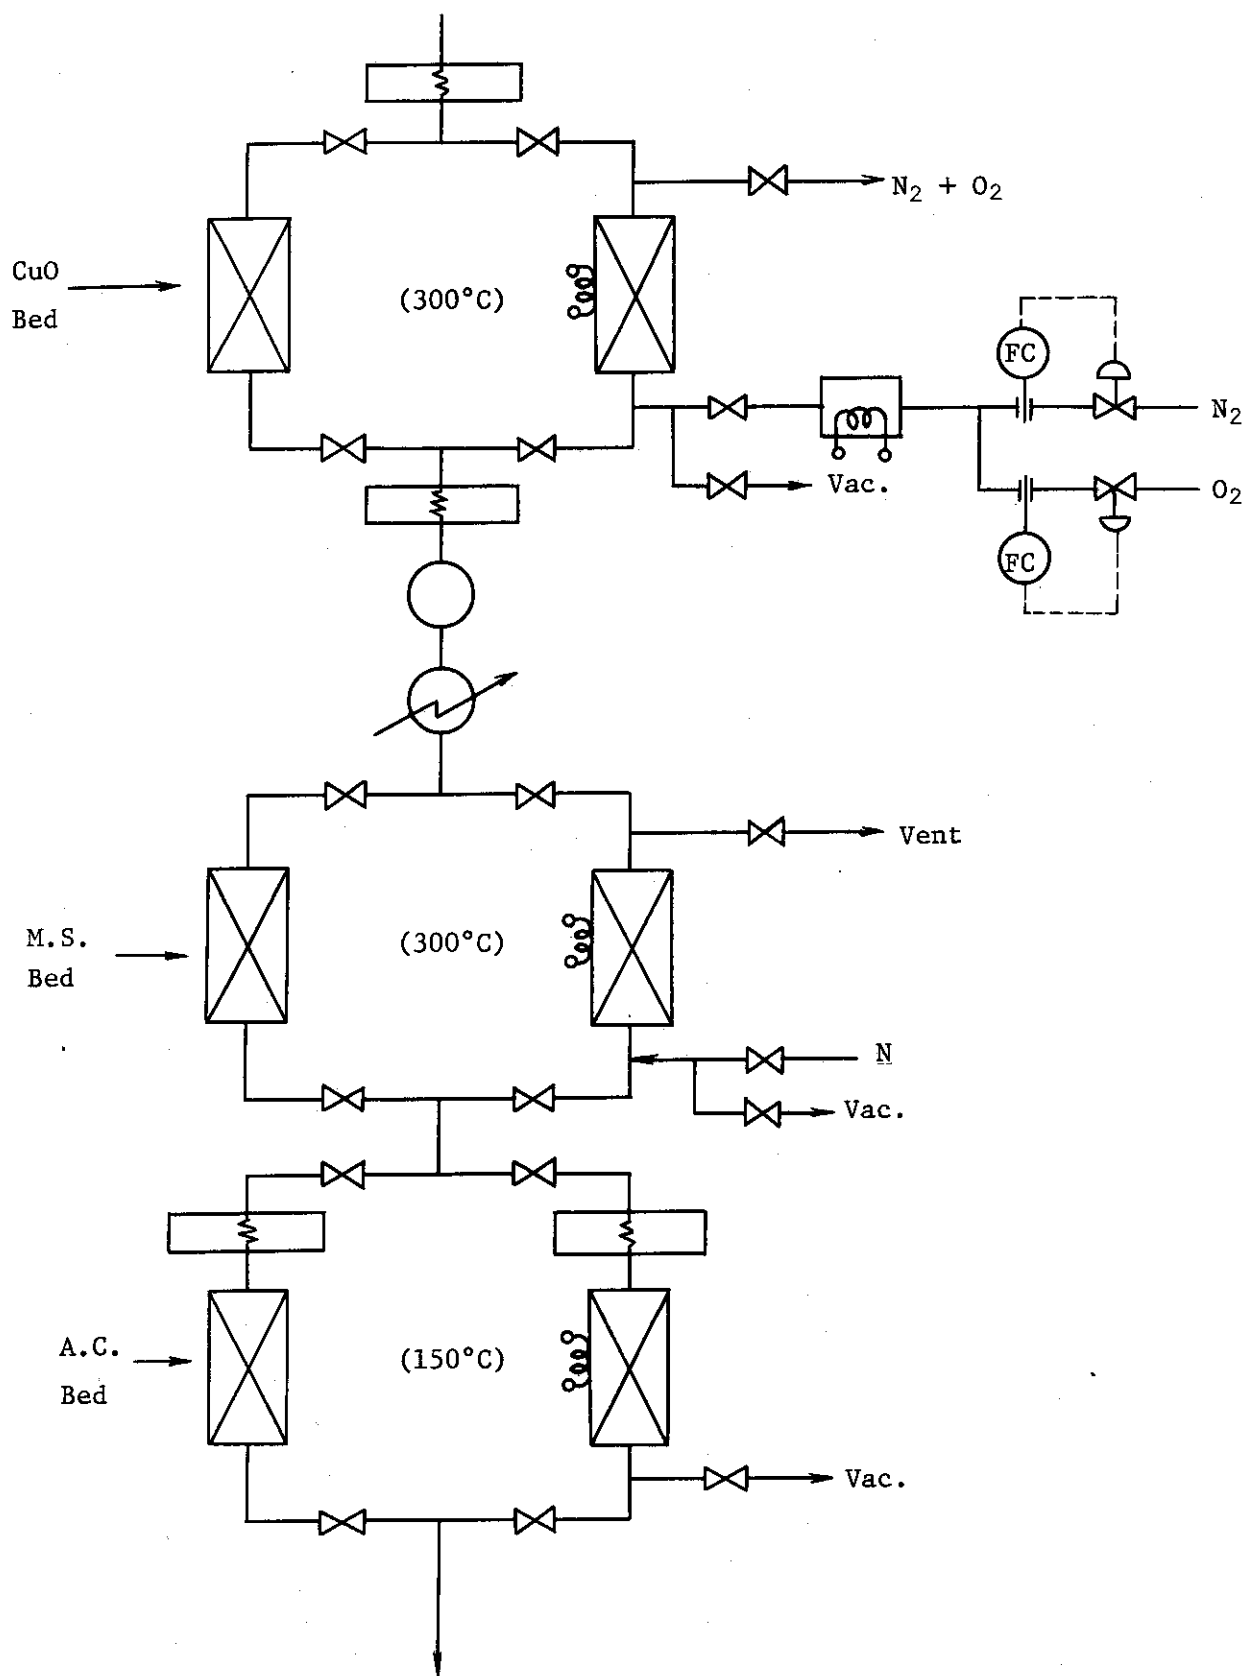 N₂ + O₂
CuO
Bed
(300°C)
FC
N₂
Vac.
O₂
FC
Vent
M.S.
Bed
(300°C)
N
Vac.
A.C.
Bed
(150°C)
Vac.